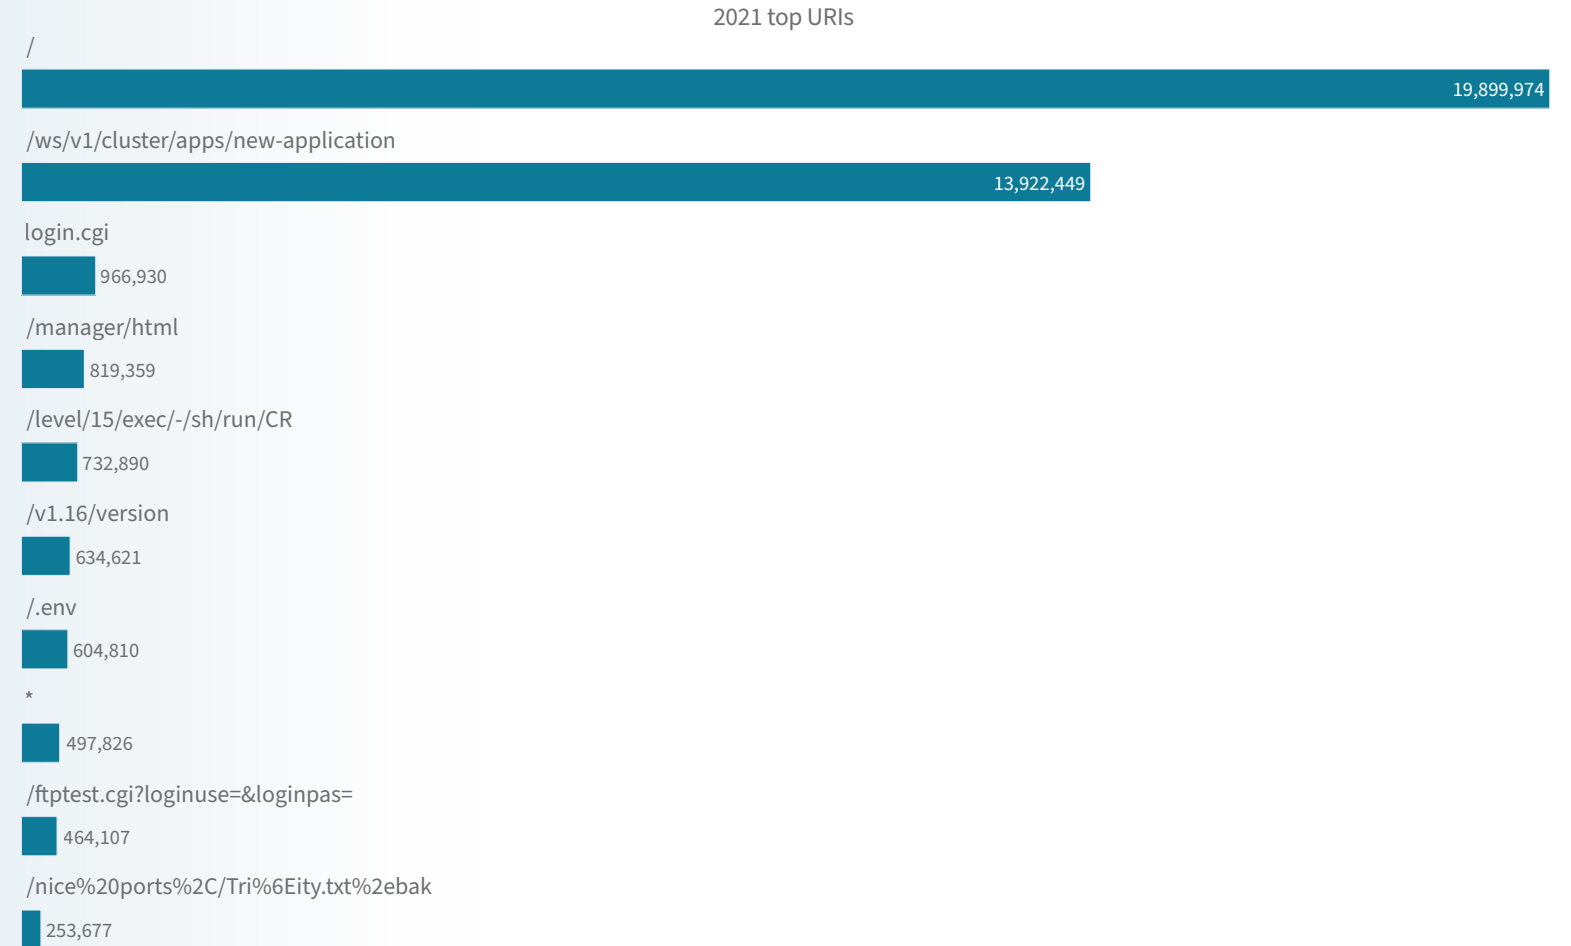 2021 top URIs
/
19,899,974
/ws/v1/cluster/apps/new-application
13,922,449
login.cgi
966,930
/manager/html
819,359
/level/15/exec/-/sh/run/CR
732,890
/v1.16/version
634,621
/.env
604,810
*
497,826
/ftptest.cgi?loginuse=&loginpas=
464,107
/nice%20ports%2C/Tri%6Eity.txt%2ebak
253,677